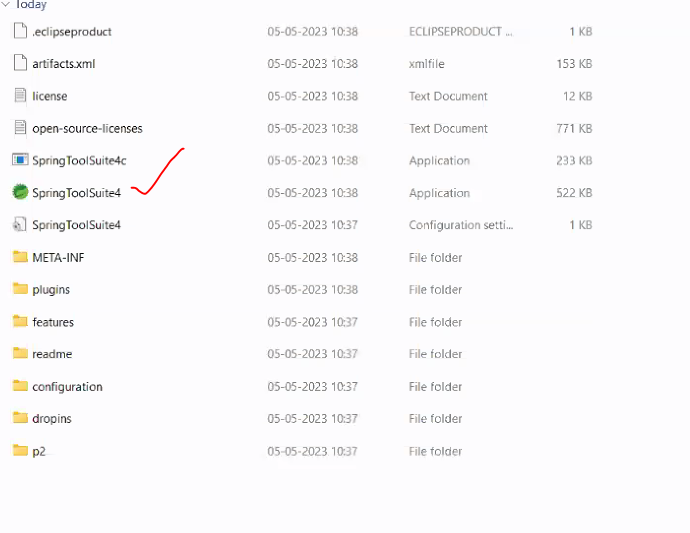 Today
.eclipseproduct 05-05-2023 10:38 ECLIPSEPRODUCT ... 1 KB
artifacts.xml 05-05-2023 10:38 xmlfile 153 KB
license 05-05-2023 10:38 Text Document 12 KB
open-source-licenses 05-05-2023 10:38 Text Document 771 KB
SpringToolSuite4c 05-05-2023 10:38 Application 233 KB
SpringToolSuite4 05-05-2023 10:38 Application 522 KB
SpringToolSuite4 05-05-2023 10:37 Configuration setti... 1 KB
META-INF 05-05-2023 10:38 File folder
plugins 05-05-2023 10:38 File folder
features 05-05-2023 10:37 File folder
readme 05-05-2023 10:37 File folder
configuration 05-05-2023 10:37 File folder
dropins 05-05-2023 10:37 File folder
p2 05-05-2023 10:37 File folder